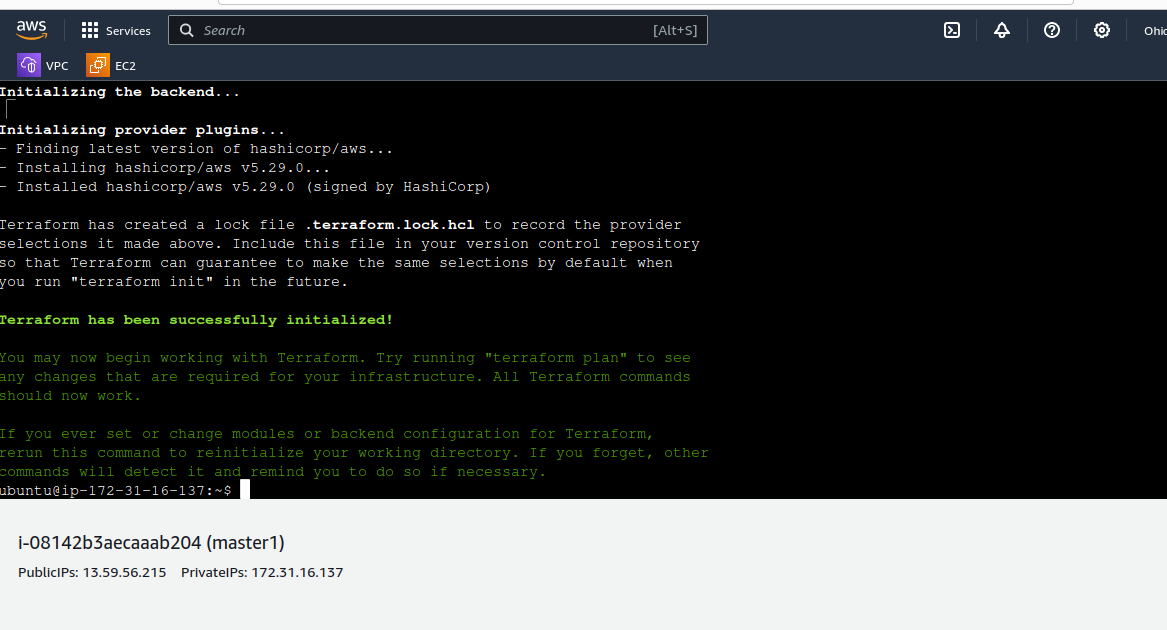 aws
Services
Search
[Alt+S]
VPC
EC2
Initializing the backend...
Initializing provider plugins...
- Finding latest version of hashicorp/aws...
- Installing hashicorp/aws v5.29.0...
- Installed hashicorp/aws v5.29.0 (signed by HashiCorp)
Terraform has created a lock file .terraform.lock.hcl to record the provider
selections it made above. Include this file in your version control repository
so that Terraform can guarantee to make the same selections by default when
you run "terraform init" in the future.
Terraform has been successfully initialized!
You may now begin working with Terraform. Try running "terraform plan" to see
any changes that are required for your infrastructure. All Terraform commands
should now work.
If you ever set or change modules or backend configuration for Terraform,
rerun this command to reinitialize your working directory. If you forget, other
commands will detect it and remind you to do so if necessary.
ubuntu@ip-172-31-16-137:~$
i-08142b3aecaaab204 (master1)
PublicIPs: 13.59.56.215 PrivateIPs: 172.31.16.137